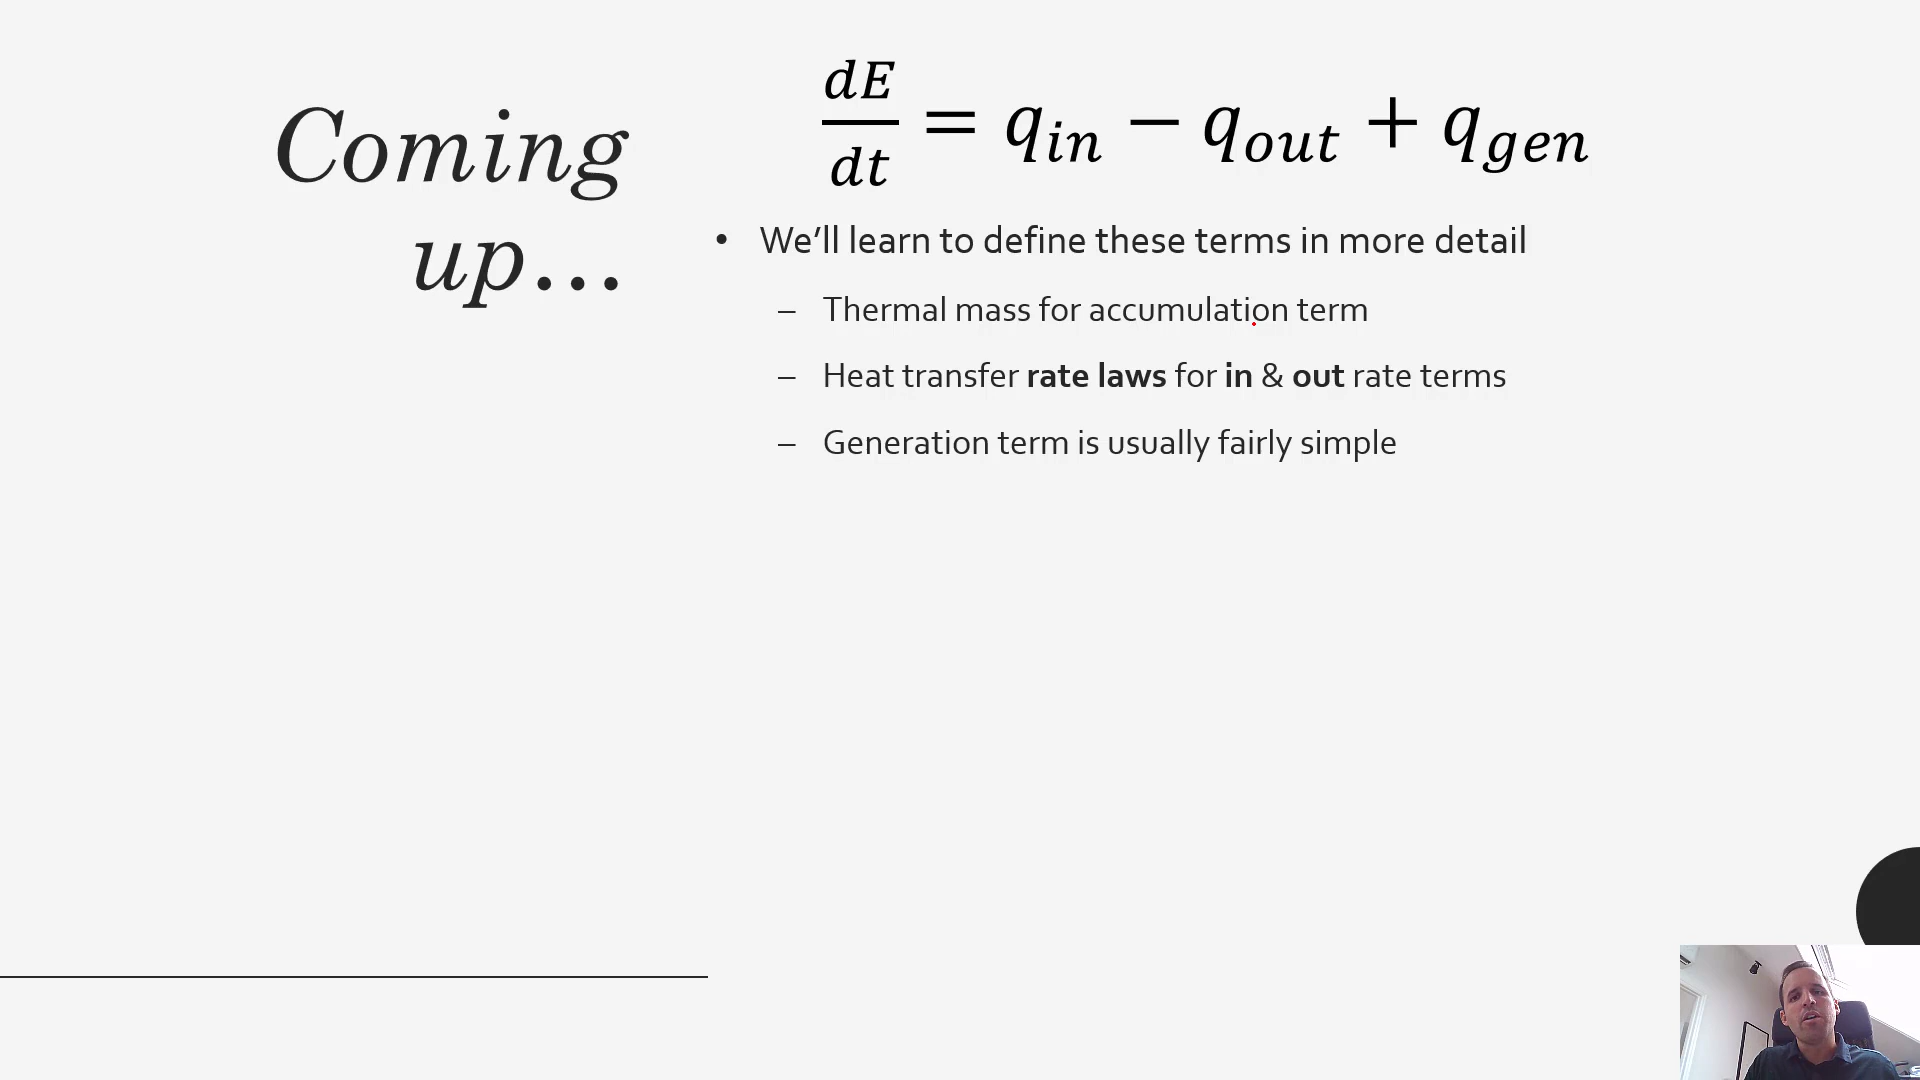 Coming
up...
dE/dt = q_in − q_out + q_gen
• We’ll learn to define these terms in more detail
– Thermal mass for accumulation term
– Heat transfer rate laws for in & out rate terms
– Generation term is usually fairly simple